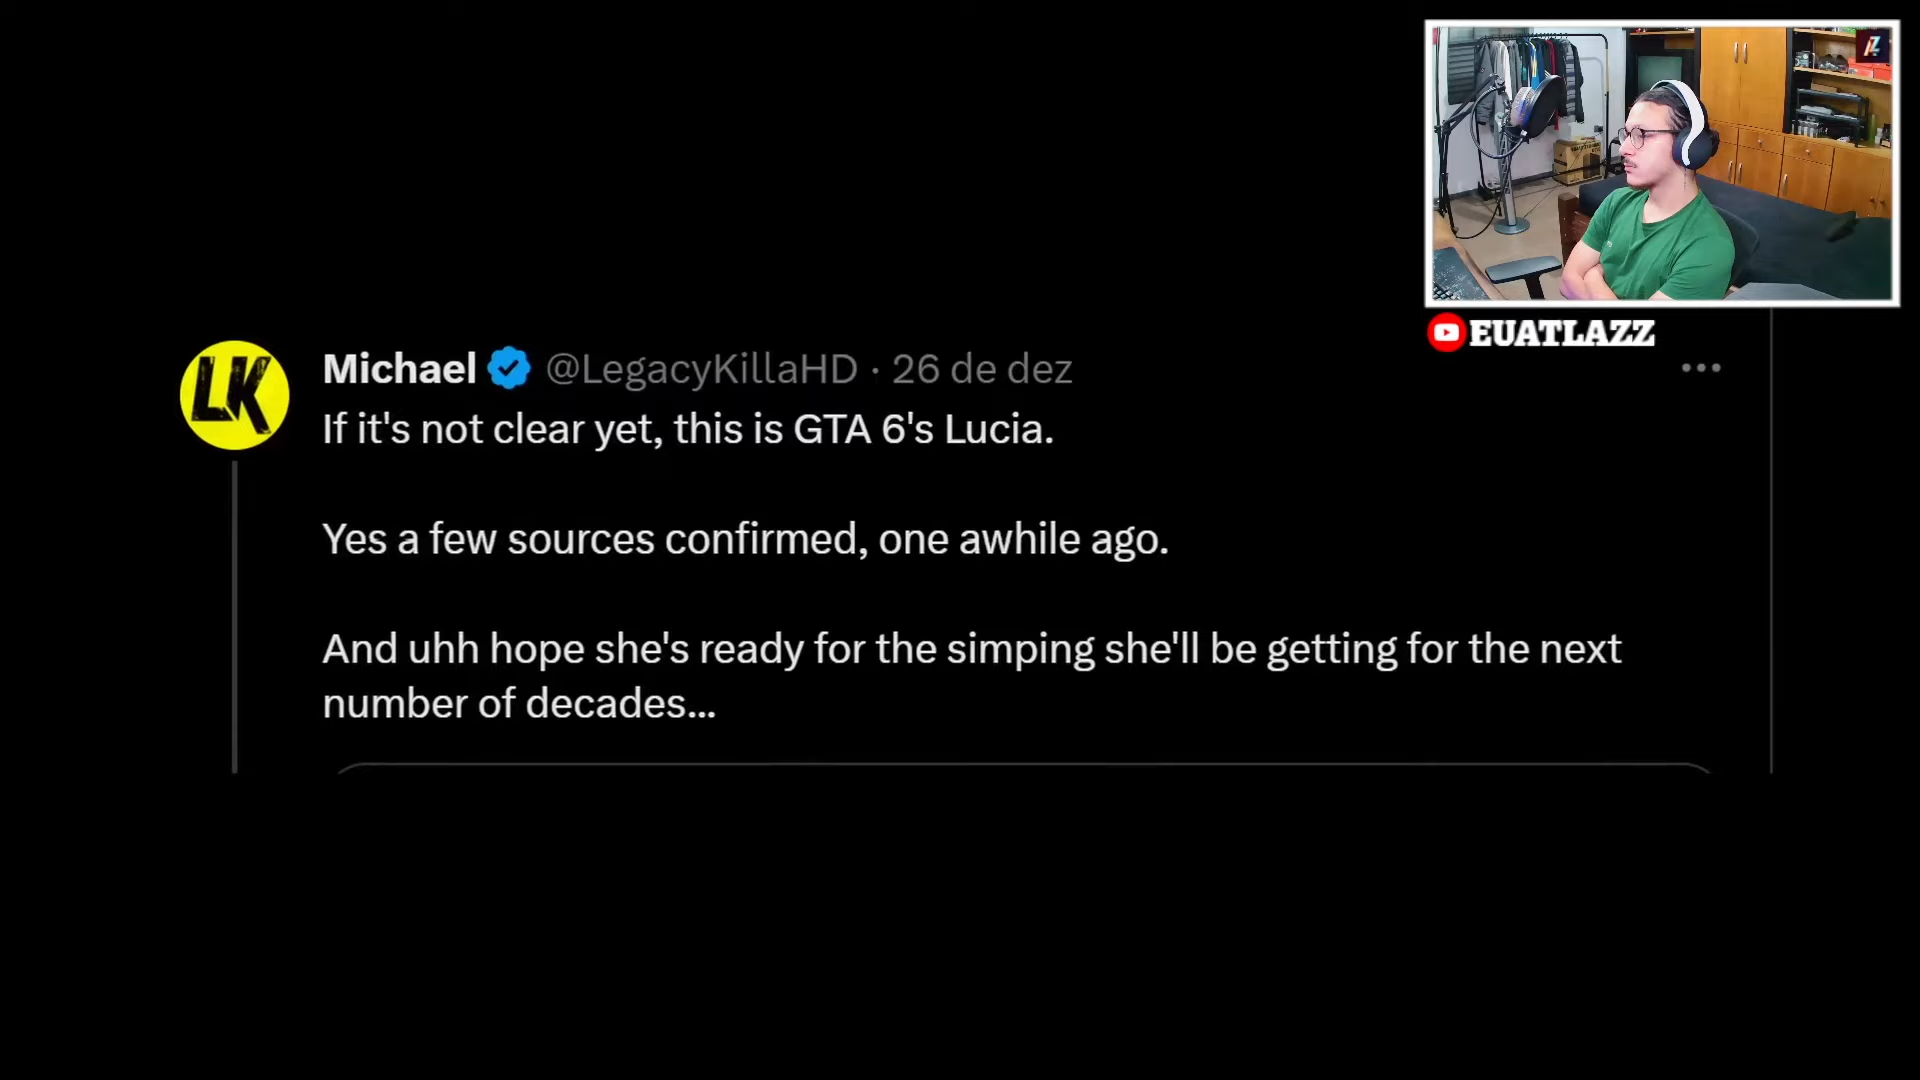 EUATLAZZ
LK
Michael @LegacyKillaHD · 26 de dez
If it's not clear yet, this is GTA 6's Lucia.
Yes a few sources confirmed, one awhile ago.
And uhh hope she's ready for the simping she'll be getting for the next
number of decades...